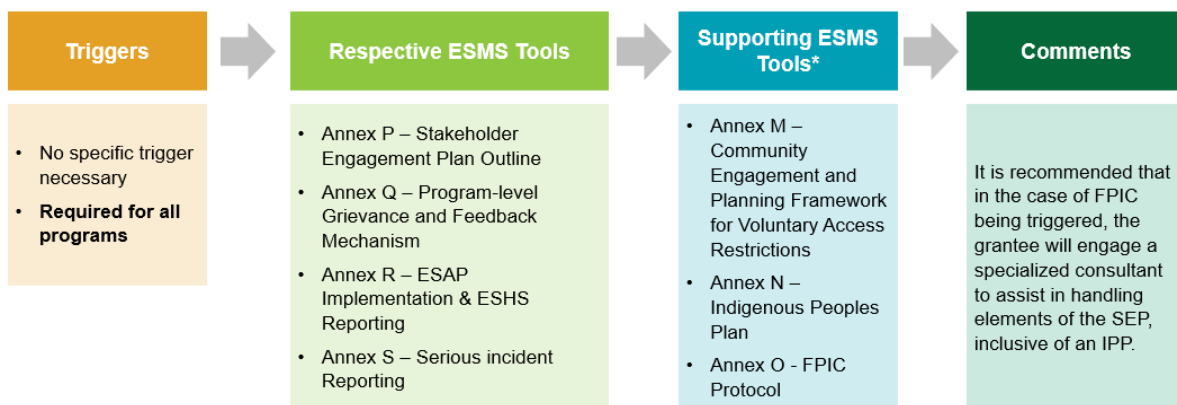 Triggers
Respective ESMS Tools
Supporting ESMS
Tools*
Comments
• No specific trigger
necessary
• Required for all
programs
• Annex P – Stakeholder
Engagement Plan Outline
• Annex Q – Program-level
Grievance and Feedback
Mechanism
• Annex R – ESAP
Implementation & ESHS
Reporting
• Annex S – Serious incident
Reporting
• Annex M –
Community
Engagement and
Planning Framework
for Voluntary Access
Restrictions
• Annex N –
Indigenous Peoples
Plan
• Annex O - FPIC
Protocol
It is recommended that
in the case of FPIC
being triggered, the
grantee will engage a
specialized consultant
to assist in handling
elements of the SEP,
inclusive of an IPP.